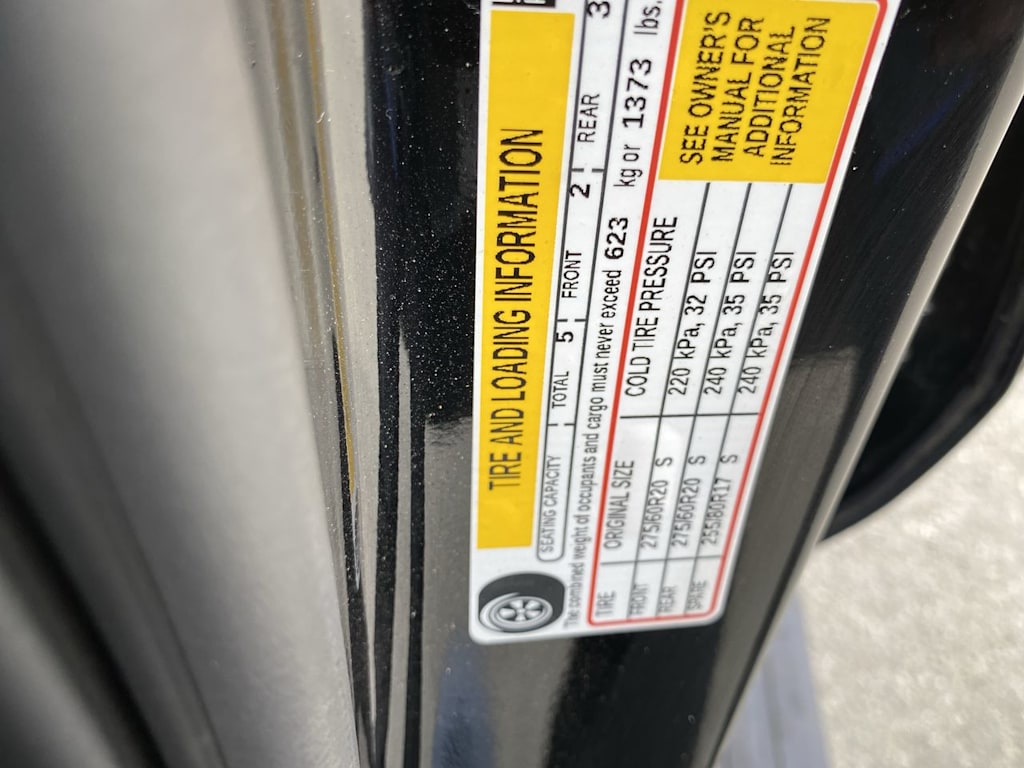 TIRE AND LOADING INFORMATION
SEATING CAPACITY TOTAL 5 FRONT 2 REAR 3
The combined weight of occupants and cargo must never exceed 623 kg or 1373 lbs.
TIRE ORIGINAL SIZE COLD TIRE PRESSURE
FRONT 275/60R20 S 220 kPa, 32 PSI
REAR 275/60R20 S 240 kPa, 35 PSI
SPARE 255/80R17 S 240 kPa, 35 PSI
SEE OWNER'S
MANUAL FOR
ADDITIONAL
INFORMATION